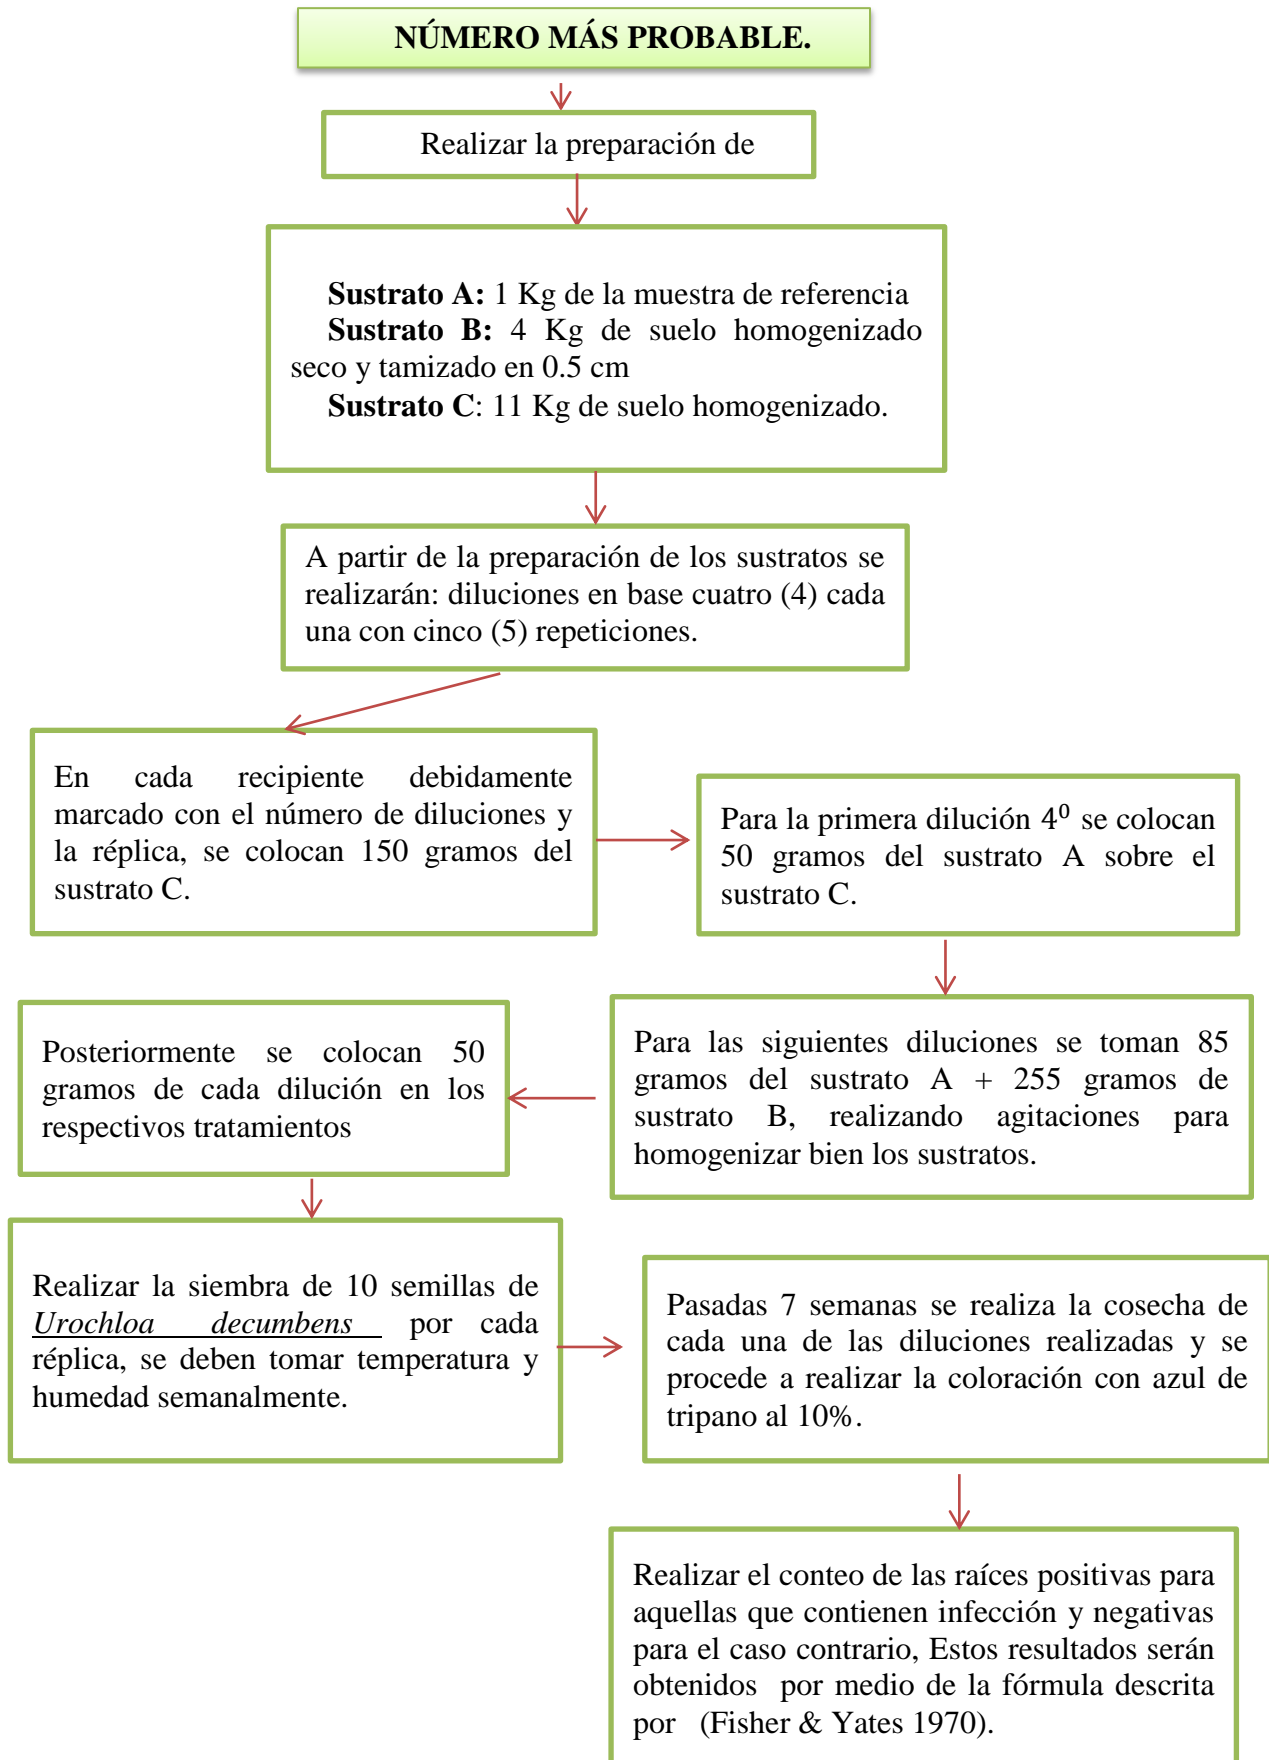 NÚMERO MÁS PROBABLE.
Realizar la preparación de
Sustrato A: 1 Kg de la muestra de referencia
Sustrato B: 4 Kg de suelo homogenizado
seco y tamizado en 0.5 cm
Sustrato C: 11 Kg de suelo homogenizado.
A partir de la preparación de los sustratos se
realizarán: diluciones en base cuatro (4) cada
una con cinco (5) repeticiones.
En cada recipiente debidamente
marcado con el número de diluciones y
la réplica, se colocan 150 gramos del
sustrato C.
Para la primera dilución 4⁰ se colocan
50 gramos del sustrato A sobre el
sustrato C.
Para las siguientes diluciones se toman 85
gramos del sustrato A + 255 gramos de
sustrato B, realizando agitaciones para
homogenizar bien los sustratos.
Posteriormente se colocan 50
gramos de cada dilución en los
respectivos tratamientos
Realizar la siembra de 10 semillas de
Urochloa decumbens por cada
réplica, se deben tomar temperatura y
humedad semanalmente.
Pasadas 7 semanas se realiza la cosecha de
cada una de las diluciones realizadas y se
procede a realizar la coloración con azul de
tripano al 10%.
Realizar el conteo de las raíces positivas para
aquellas que contienen infección y negativas
para el caso contrario, Estos resultados serán
obtenidos por medio de la fórmula descrita
por (Fisher & Yates 1970).